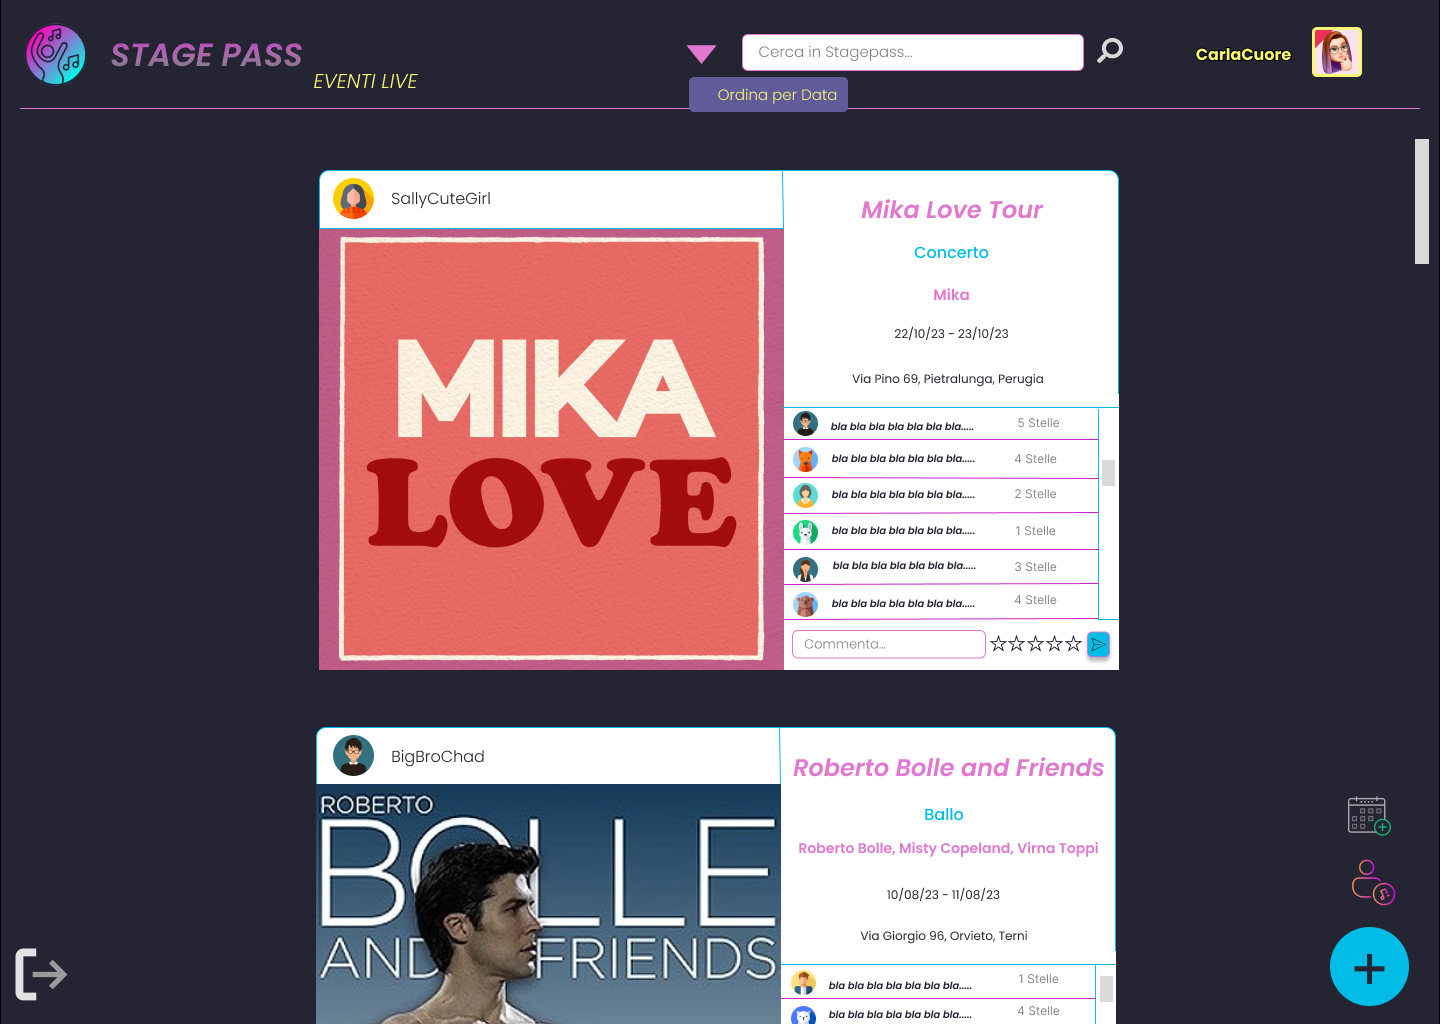 STAGE PASS
EVENTI LIVE
Cerca in Stagepass...
CarlaCuore
Ordina per Data
SallyCuteGirl
MIKA
LOVE
Mika Love Tour
Concerto
Mika
22/10/23 - 23/10/23
Via Pino 69, Pietralunga, Perugia
bla bla bla bla bla bla bla..... 5 Stelle
bla bla bla bla bla bla bla..... 4 Stelle
bla bla bla bla bla bla bla..... 2 Stelle
bla bla bla bla bla bla bla..... 1 Stelle
bla bla bla bla bla bla bla..... 3 Stelle
bla bla bla bla bla bla bla..... 4 Stelle
Commenta...
BigBroChad
ROBERTO
BOLLE
AND FRIENDS
Roberto Bolle and Friends
Ballo
Roberto Bolle, Misty Copeland, Virna Toppi
10/08/23 - 11/08/23
Via Giorgio 96, Orvieto, Terni
bla bla bla bla bla bla bla..... 1 Stelle
bla bla bla bla bla bla bla..... 4 Stelle